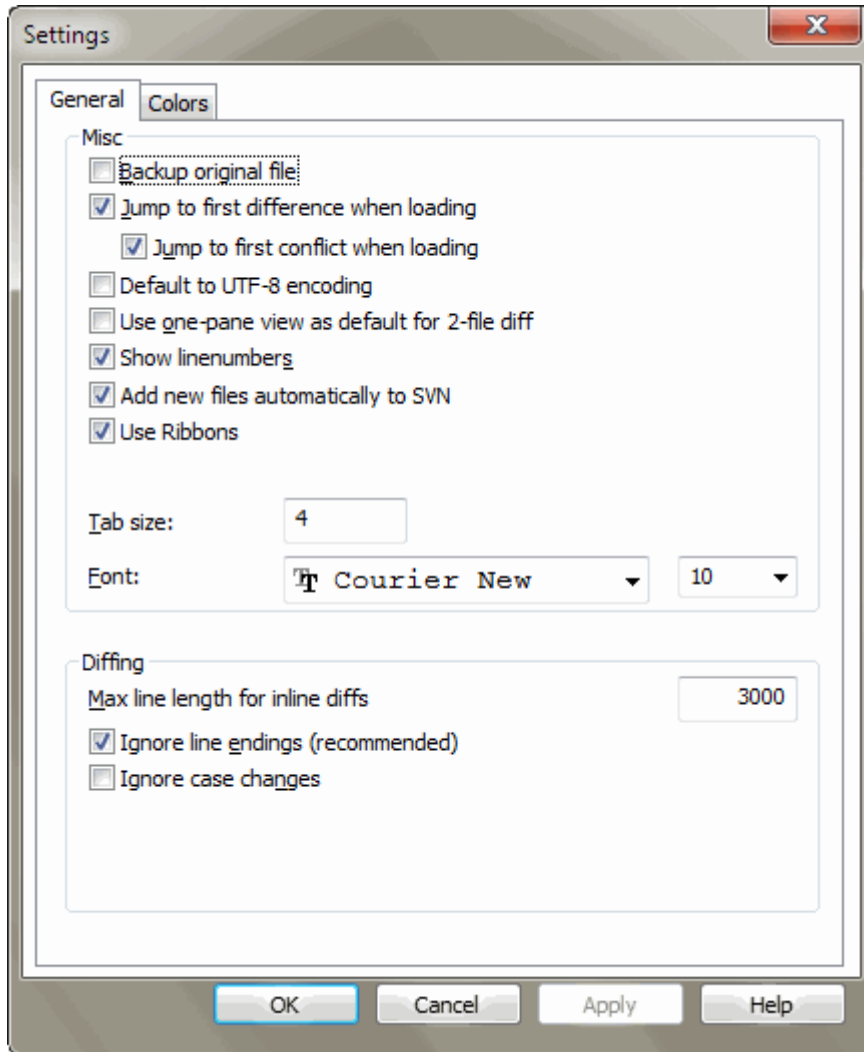 Settings
General Colors
Misc
Backup original file
Jump to first difference when loading
Jump to first conflict when loading
Default to UTF-8 encoding
Use one-pane view as default for 2-file diff
Show linenumbers
Add new files automatically to SVN
Use Ribbons
Tab size: 4
Font: Courier New 10
Diffing
Max line length for inline diffs 3000
Ignore line endings (recommended)
Ignore case changes
OK Cancel Apply Help